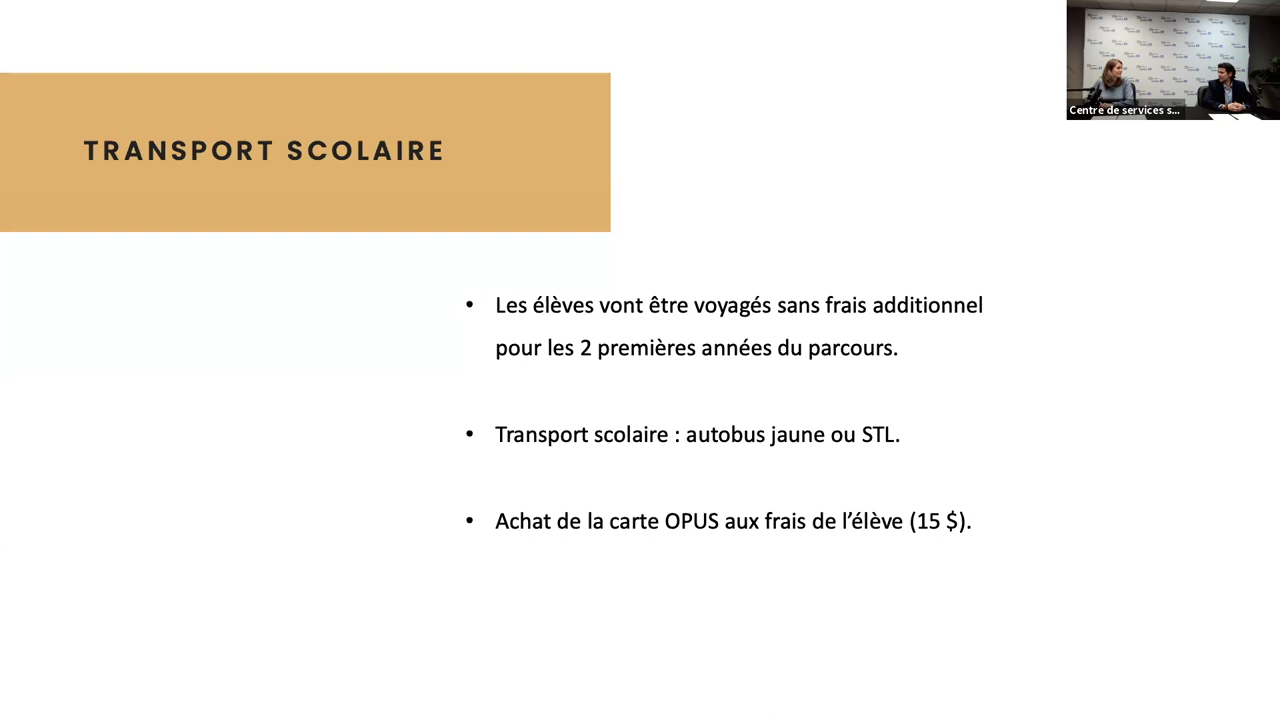 TRANSPORT SCOLAIRE
• Les élèves vont être voyagés sans frais additionnel
pour les 2 premières années du parcours.
• Transport scolaire : autobus jaune ou STL.
• Achat de la carte OPUS aux frais de l’élève (15 $).
Centre de services s...